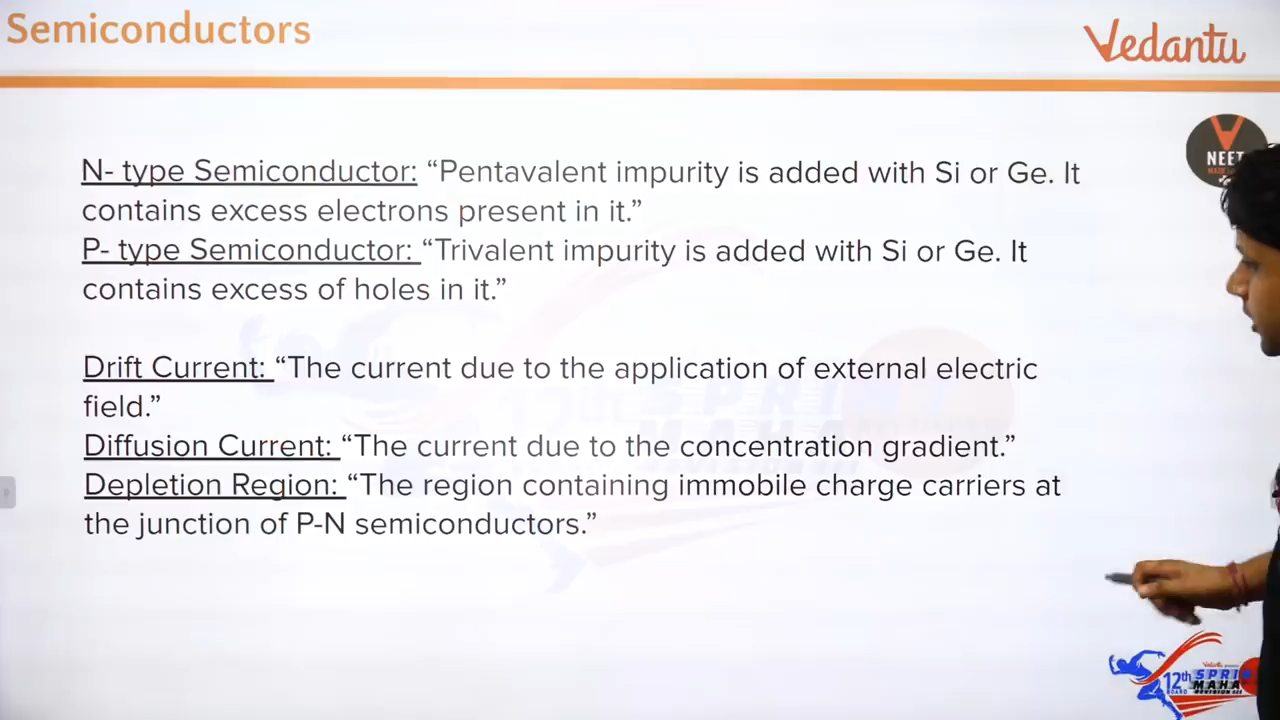 Semiconductors
Vedantu
NEET
N- type Semiconductor: “Pentavalent impurity is added with Si or Ge. It
contains excess electrons present in it.”
P- type Semiconductor: “Trivalent impurity is added with Si or Ge. It
contains excess of holes in it.”
Drift Current: “The current due to the application of external electric
field.”
Diffusion Current: “The current due to the concentration gradient.”
Depletion Region: “The region containing immobile charge carriers at
the junction of P-N semiconductors.”
12th
BOARD
MAHA